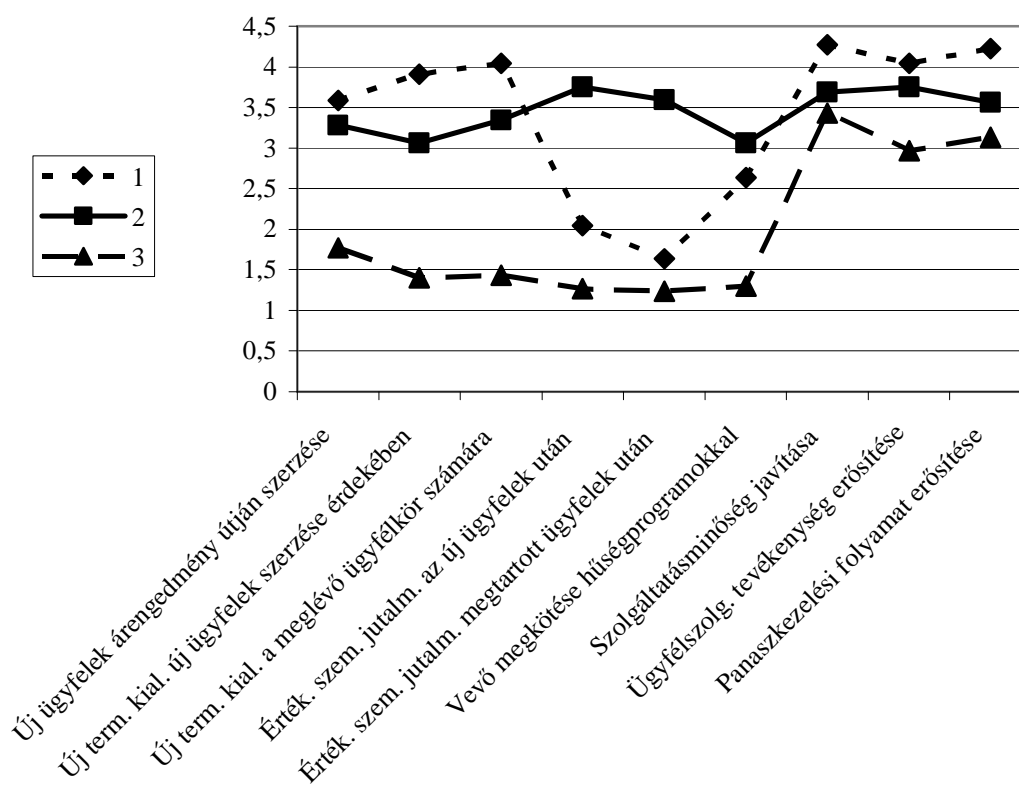 4,5
4
3,5
3
2,5
2
1,5
1
0,5
0
1
2
3
Új ügyfelek árengedmény útján szerzése
Új term. kial. új ügyfelek szerzése érdekében
Új term. kial. a meglévő ügyfélkör számára
Érték. szem. jutalm. az új ügyfelek után
Érték. szem. jutalm. megtartott ügyfelek után
Vevő megkötése hűségprogramokkal
Szolgáltatásminőség javítása
Ügyfélszolg. tevékenység erősítése
Panaszkezelési folyamat erősítése